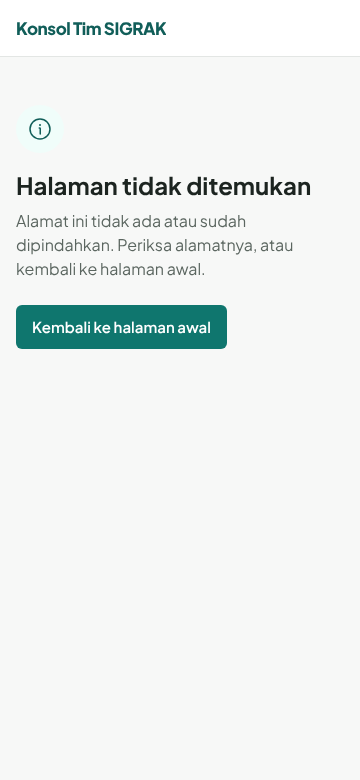 Konsol Tim SIGRAK
Halaman tidak ditemukan
Alamat ini tidak ada atau sudah
dipindahkan. Periksa alamatnya, atau
kembali ke halaman awal.
Kembali ke halaman awal